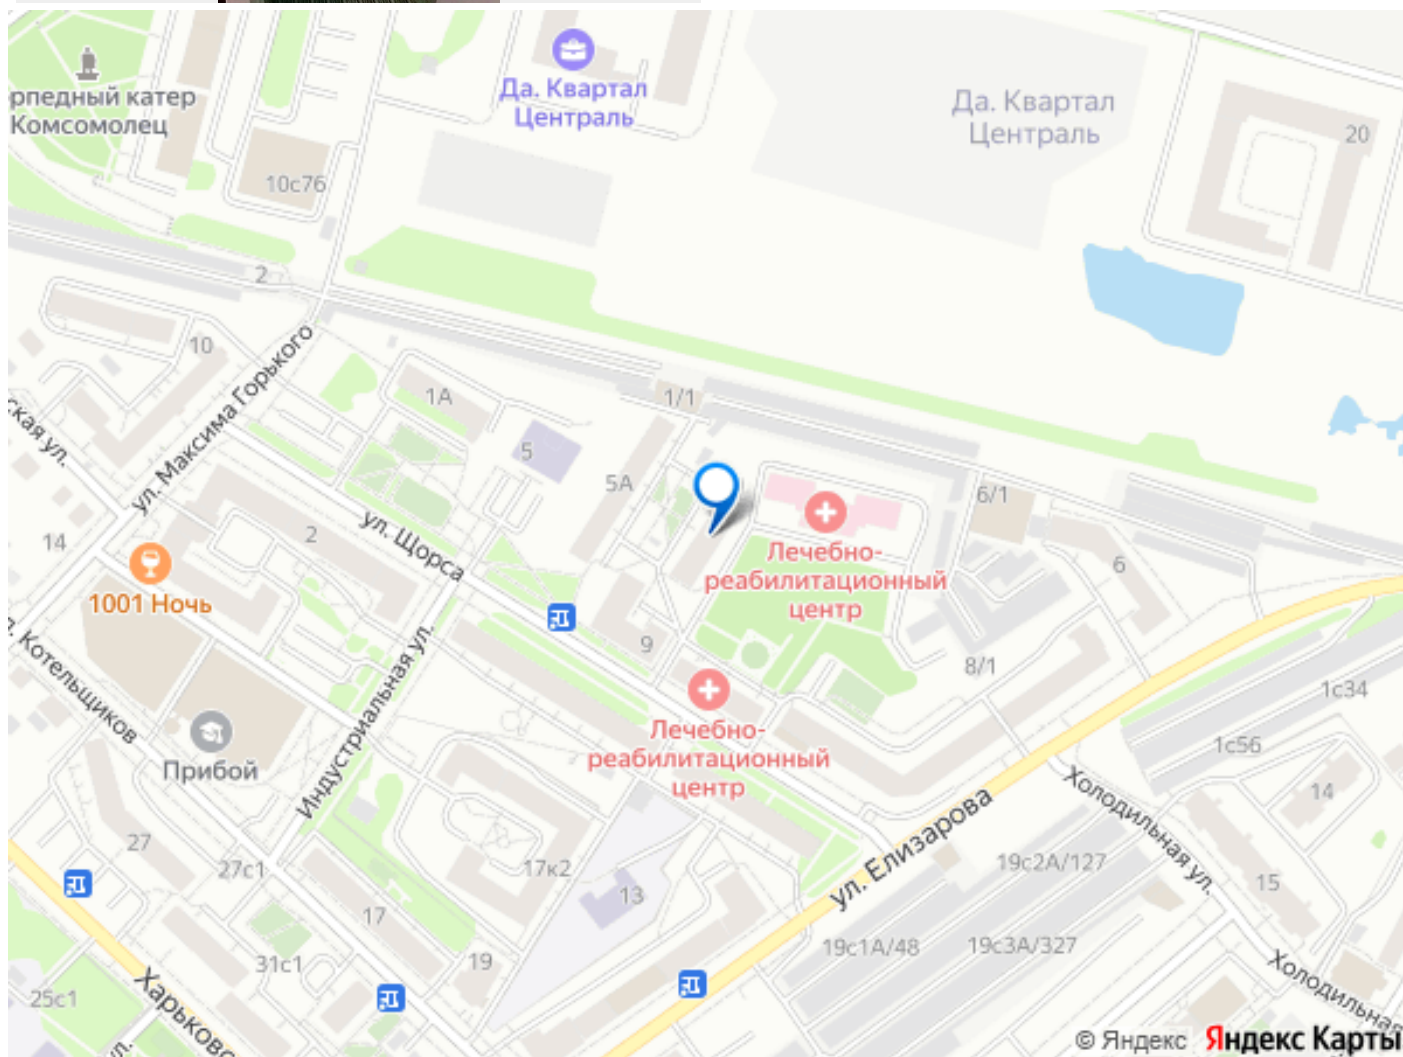 Да. Квартал
Централь
Да. Квартал
Централь
20
рпедный катер
Комсомолец
10с76
2
10
ул. Максима Горького
ская ул.
1А
1/1
5
5А
6/1
14
2
ул. Щорса
Лечебно-
реабилитационный
центр
6
1001 Ночь
9
8/1
Котельщиков
Индустриальная ул.
Лечебно-
реабилитационный
центр
1с34
1с56
Прибой
Холодильная ул.
14
27
27с1
17к2
ул. Елизарова
19с2А/127
15
13
17
19с1А/48
19с3А/327
31с1
19
25с1
Харьковс
ул.
Холодильная
© Яндекс Яндекс Карты